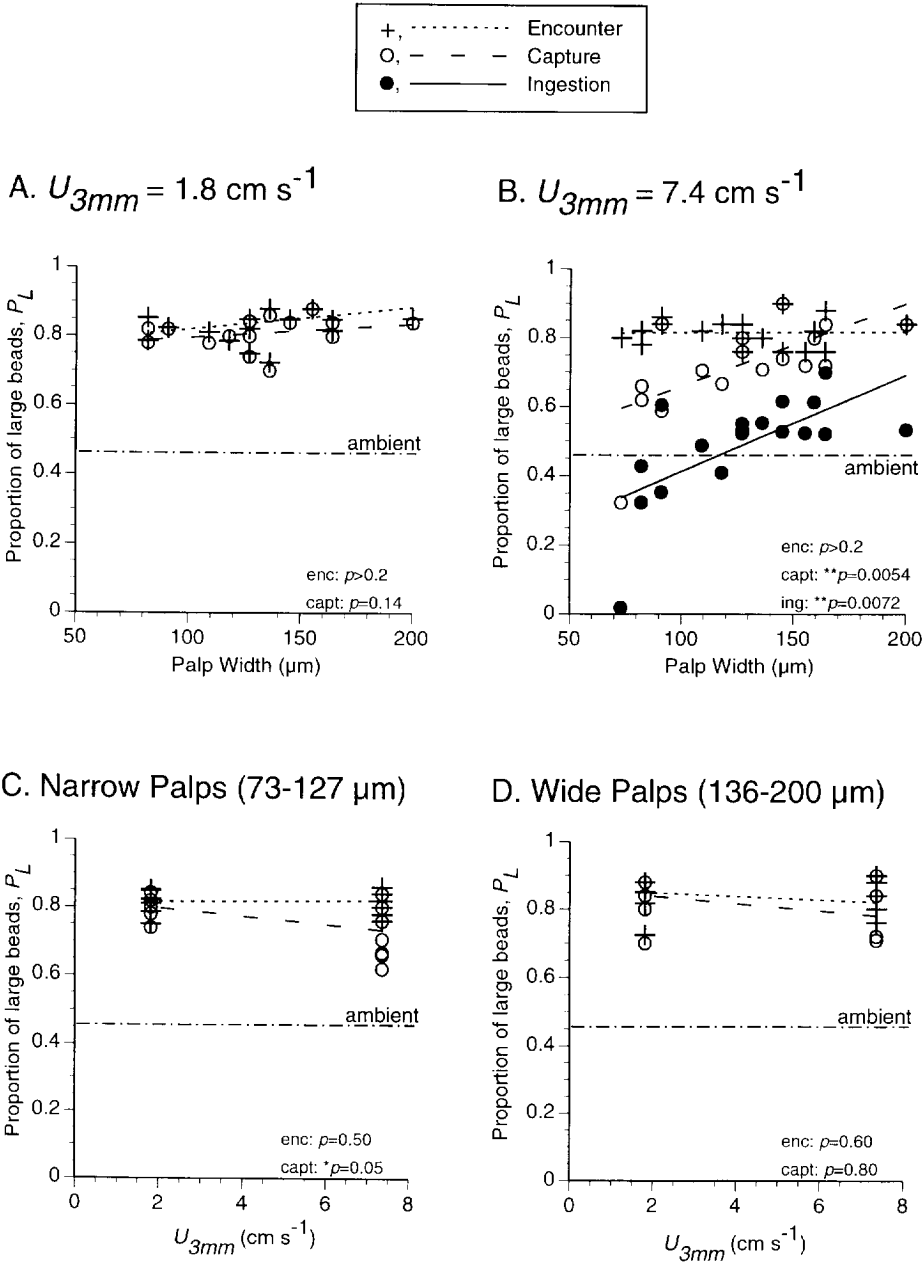 +, Encounter
O, Capture
●, Ingestion
A. U3mm = 1.8 cm s-1
B. U3mm = 7.4 cm s-1
Proportion of large beads, PL
1
0.8
0.6
0.4
0.2
0
ambient
enc: p>0.2
capt: p=0.14
50
100
150
200
Palp Width (µm)
Proportion of large beads, PL
1
0.8
0.6
0.4
0.2
0
ambient
enc: p>0.2
capt: **p=0.0054
ing: **p=0.0072
50
100
150
200
Palp Width (µm)
C. Narrow Palps (73-127 µm)
D. Wide Palps (136-200 µm)
Proportion of large beads, PL
1
0.8
0.6
0.4
0.2
0
ambient
enc: p=0.50
capt: *p=0.05
0
2
4
6
8
U3mm (cm s-1)
Proportion of large beads, PL
1
0.8
0.6
0.4
0.2
0
ambient
enc: p=0.60
capt: p=0.80
0
2
4
6
8
U3mm (cm s-1)